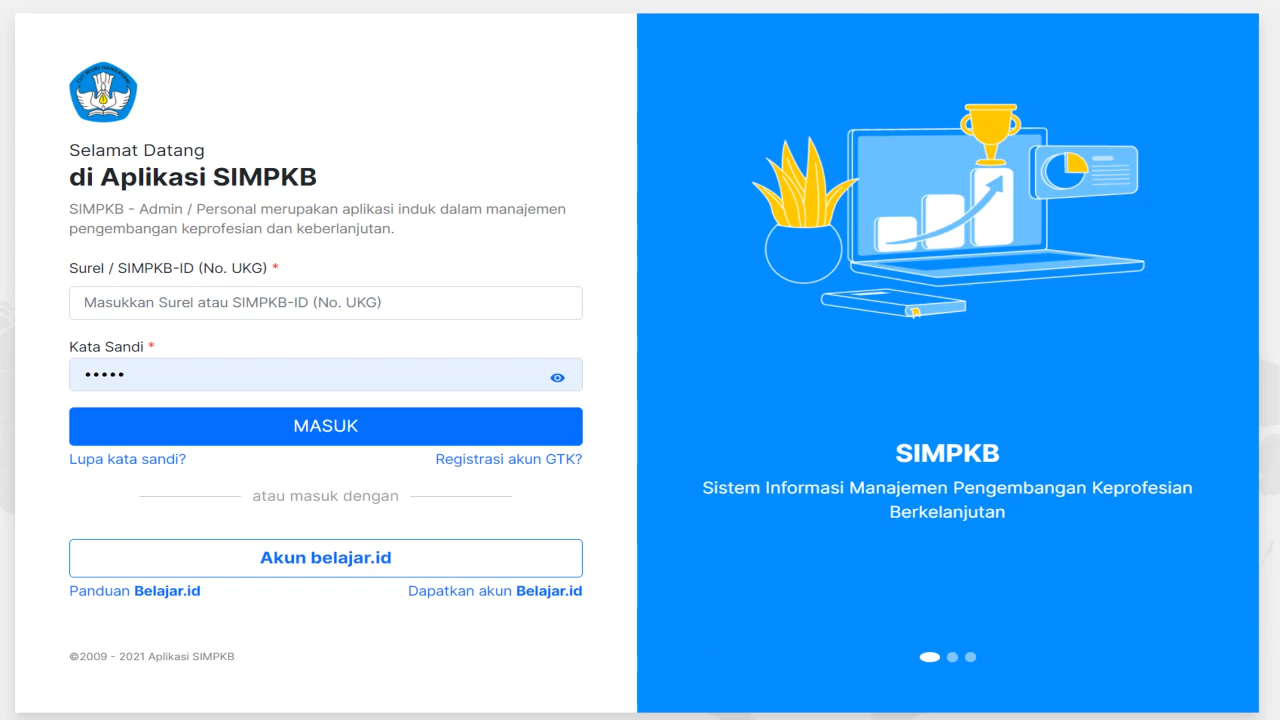 TUT WURI HANDAYANI
Selamat Datang
di Aplikasi SIMPKB
SIMPKB - Admin / Personal merupakan aplikasi induk dalam manajemen
pengembangan keprofesian dan keberlanjutan.
Surel / SIMPKB-ID (No. UKG) *
Masukkan Surel atau SIMPKB-ID (No. UKG)
Kata Sandi *
•••••
MASUK
Lupa kata sandi? Registrasi akun GTK?
atau masuk dengan
Akun belajar.id
Panduan Belajar.id Dapatkan akun Belajar.id
©2009 - 2021 Aplikasi SIMPKB
SIMPKB
Sistem Informasi Manajemen Pengembangan Keprofesian
Berkelanjutan